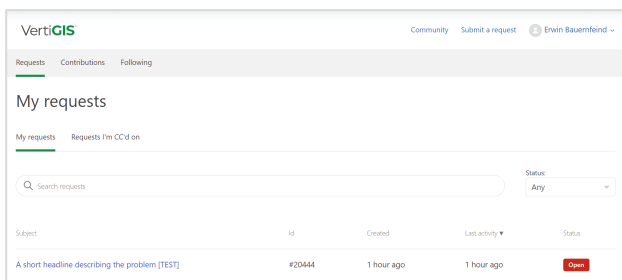 VertiGIS
Community Submit a request Erwin Bauernfeind
Requests Contributions Following
My requests
My requests Requests I'm CC'd on
Status:
Search requests Any
Subject Id Created Last activity ▼ Status
A short headline describing the problem [TEST] #20444 1 hour ago 1 hour ago Open